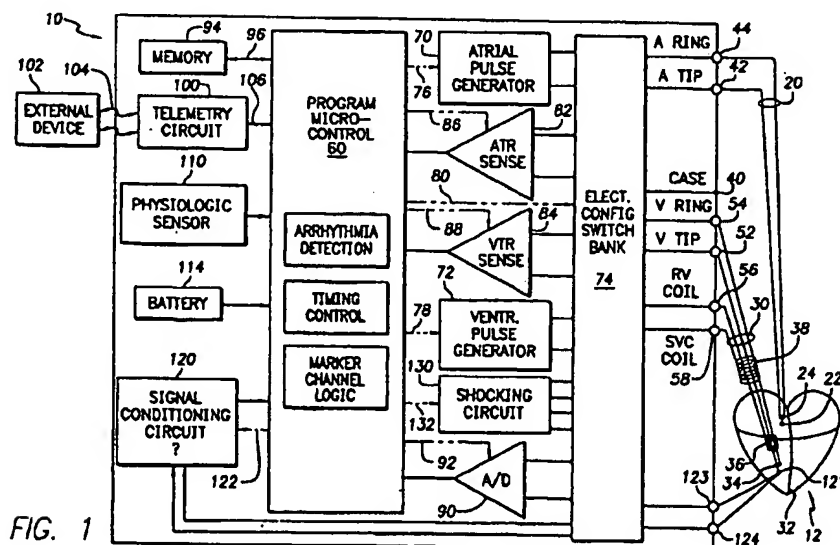 10
94
MEMORY
96
102
104
EXTERNAL
DEVICE
100
TELEMETRY
CIRCUIT
106
110
PHYSIOLOGIC
SENSOR
114
BATTERY
120
SIGNAL
CONDITIONING
CIRCUIT
?
122
PROGRAM
MICRO-
CONTROL
60
ARRHYTHMIA
DETECTION
TIMING
CONTROL
MARKER
CHANNEL
LOGIC
70
ATRIAL
PULSE
GENERATOR
76
82
86
ATR
SENSE
80
84
88
VTR
SENSE
72
VENTR.
PULSE
GENERATOR
78
130
SHOCKING
CIRCUIT
132
92
A/D
90
ELECT.
CONFIG
SWITCH
BANK
74
A RING
44
A TIP
42
20
CASE
40
V RING
54
V TIP
52
RV
COIL
56
30
38
SVC
COIL
58
24
22
36
34
121
123
32
12
124
FIG. 1